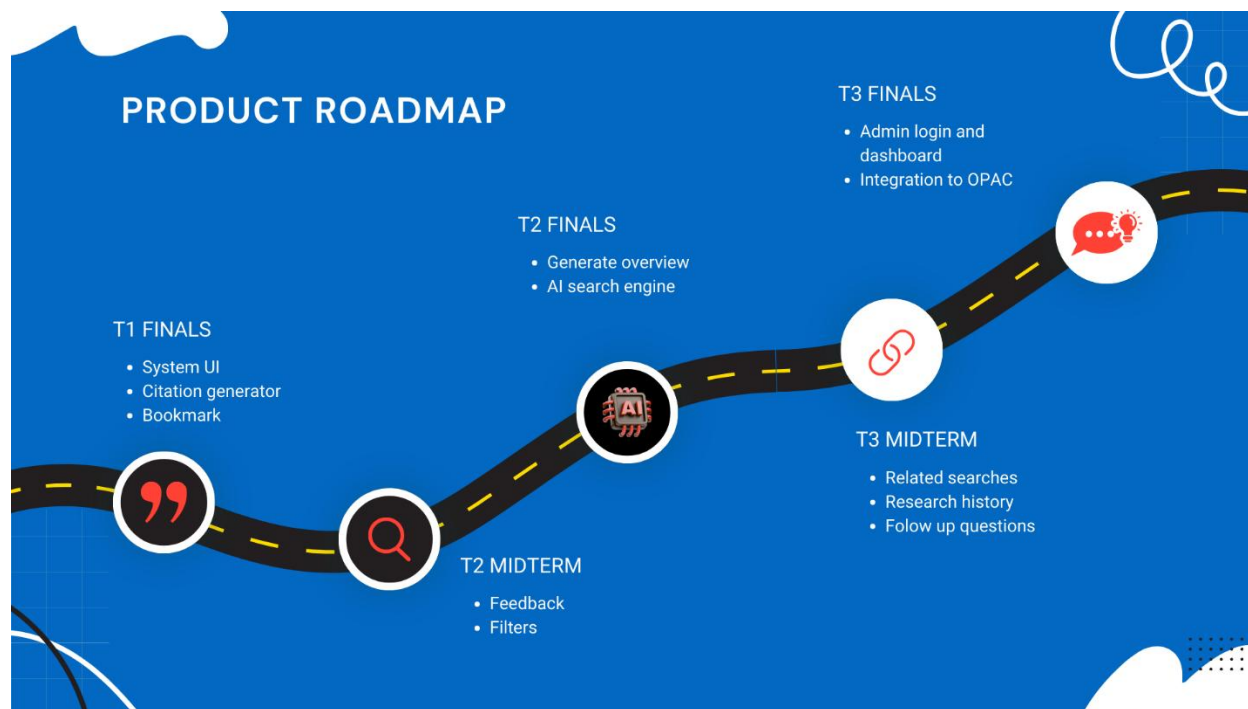 PRODUCT ROADMAP
T1 FINALS
• System UI
• Citation generator
• Bookmark
T2 MIDTERM
• Feedback
• Filters
T2 FINALS
• Generate overview
• AI search engine
AI
T3 MIDTERM
• Related searches
• Research history
• Folow up questions
T3 FINALS
• Admin login and
dashboard
• Integration to OPAC